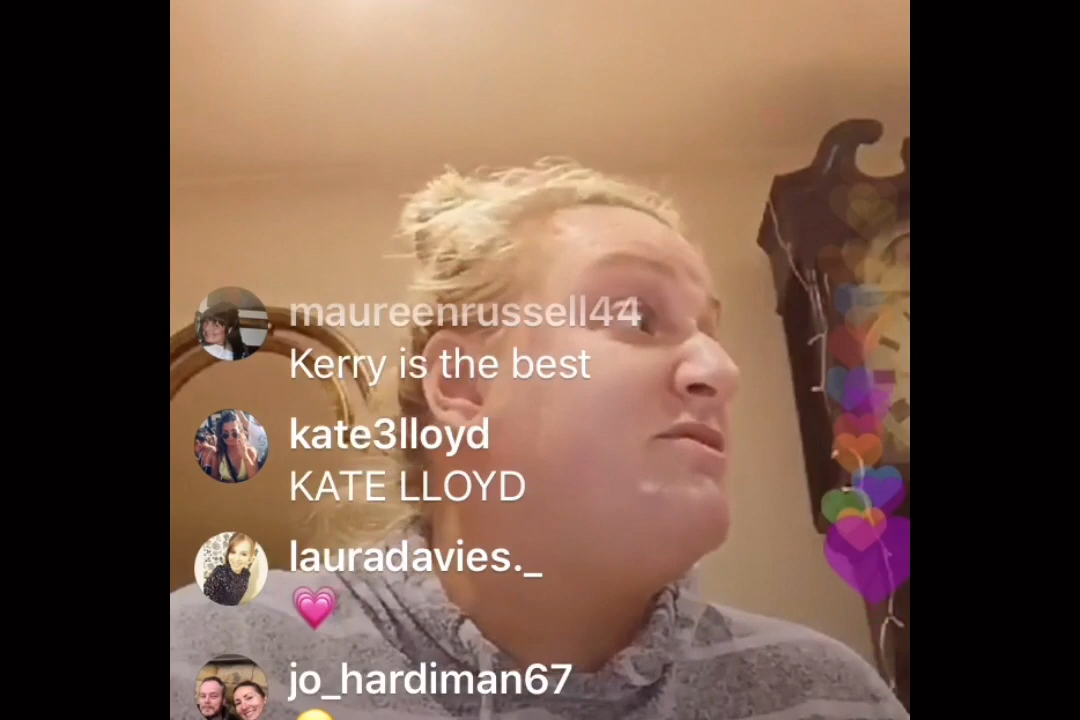 maureenrussell44
Kerry is the best
kate3lloyd
KATE LLOYD
lauradavies._
💗
jo_hardiman67